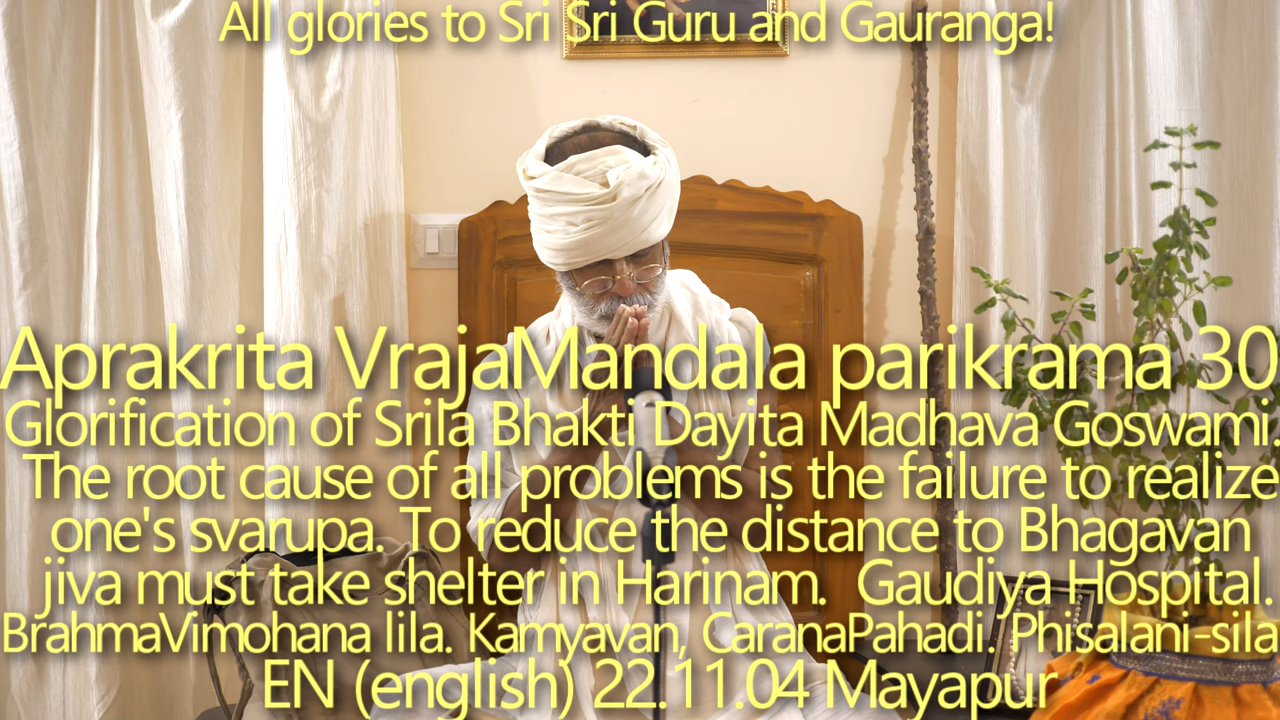 All glories to Sri Sri Guru and Gauranga!
Aprakrita VrajaMandala parikrama 30
Glorification of Srila Bhakti Dayita Madhava Goswami.
The root cause of all problems is the failure to realize
one's svarupa. To reduce the distance to Bhagavan
jiva must take shelter in Harinam. Gaudiya Hospital.
BrahmaVimohana lila. Kamyavan, CaranaPahadi. Phisalani-sila
EN (english) 22.11.04 Mayapur